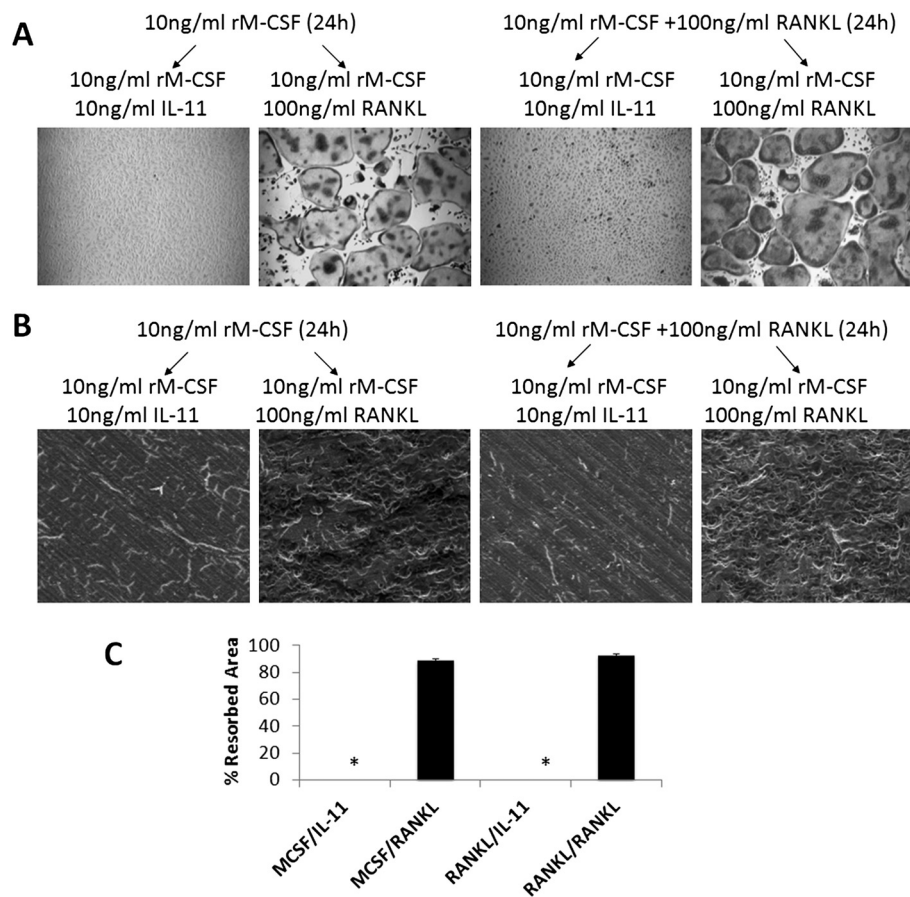 A
10ng/ml rM-CSF (24h)
10ng/ml rM-CSF +100ng/ml RANKL (24h)
10ng/ml rM-CSF
10ng/ml IL-11
10ng/ml rM-CSF
100ng/ml RANKL
10ng/ml rM-CSF
10ng/ml IL-11
10ng/ml rM-CSF
100ng/ml RANKL
B
10ng/ml rM-CSF (24h)
10ng/ml rM-CSF +100ng/ml RANKL (24h)
10ng/ml rM-CSF
10ng/ml IL-11
10ng/ml rM-CSF
100ng/ml RANKL
10ng/ml rM-CSF
10ng/ml IL-11
10ng/ml rM-CSF
100ng/ml RANKL
C
% Resorbed Area
100
80
60
40
20
0
*
*
MCSF/IL-11
MCSF/RANKL
RANKL/IL-11
RANKL/RANKL